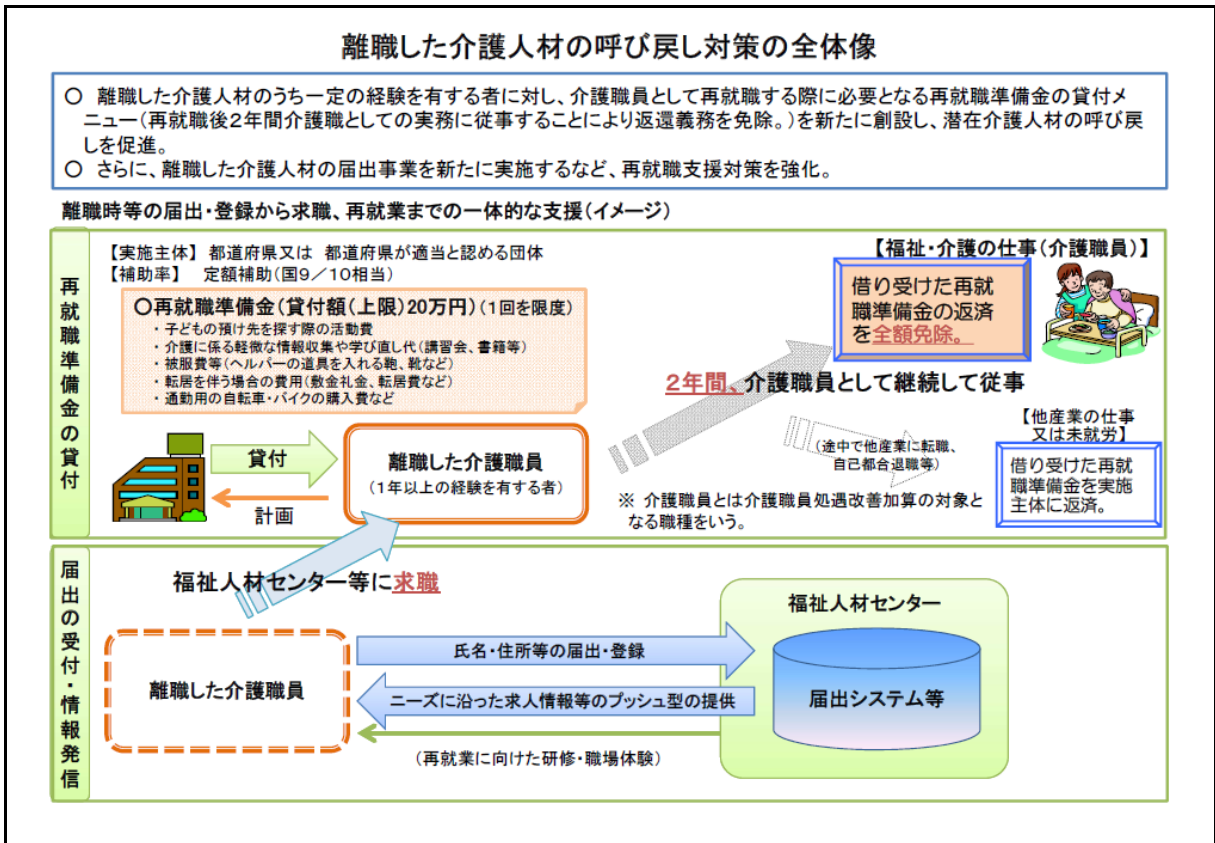 離職した介護人材の呼び戻し対策の全体像
○ 離職した介護人材のうち一定の経験を有する者に対し、介護職員として再就職する際に必要となる再就職準備金の貸付メ
ニュー(再就職後２年間介護職としての実務に従事することにより返還義務を免除。)を新たに創設し、潜在介護人材の呼び戻
しを促進。
○ さらに、離職した介護人材の届出事業を新たに実施するなど、再就職支援対策を強化。
離職時等の届出・登録から求職、再就業までの一体的な支援(イメージ)
再就職準備金の貸付
【実施主体】 都道府県又は 都道府県が適当と認める団体
【補助率】 定額補助(国９／10相当)
○再就職準備金(貸付額(上限)20万円)(１回を限度)
・子どもの預け先を探す際の活動費
・介護に係る軽微な情報収集や学び直し代(講習会、書籍等)
・被服費等(ヘルパーの道具を入れる鞄、靴など)
・転居を伴う場合の費用(敷金礼金、転居費など)
・通勤用の自転車・バイクの購入費など
貸付
計画
離職した介護職員
(１年以上の経験を有する者)
【福祉・介護の仕事(介護職員)】
借り受けた再就
職準備金の返済
を全額免除。
２年間、介護職員として継続して従事
(途中で他産業に転職、
自己都合退職等)
【他産業の仕事
又は未就労】
借り受けた再就
職準備金を実施
主体に返済。
※ 介護職員とは介護職員処遇改善加算の対象と
なる職種をいう。
届出の受付・情報発信
福祉人材センター等に求職
離職した介護職員
氏名・住所等の届出・登録
ニーズに沿った求人情報等のプッシュ型の提供
(再就業に向けた研修・職場体験)
福祉人材センター
届出システム等